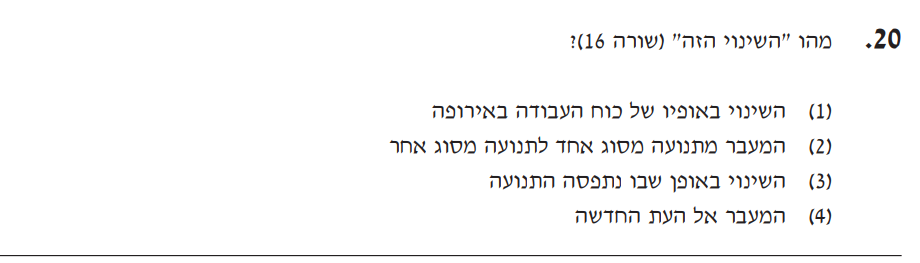 20. מהו "השינוי הזה" (שורה 16)?
(1) השינוי באופיו של כוח העבודה באירופה
(2) המעבר מתנועה מסוג אחד לתנועה מסוג אחר
(3) השינוי באופן שבו נתפסה התנועה
(4) המעבר אל העת החדשה